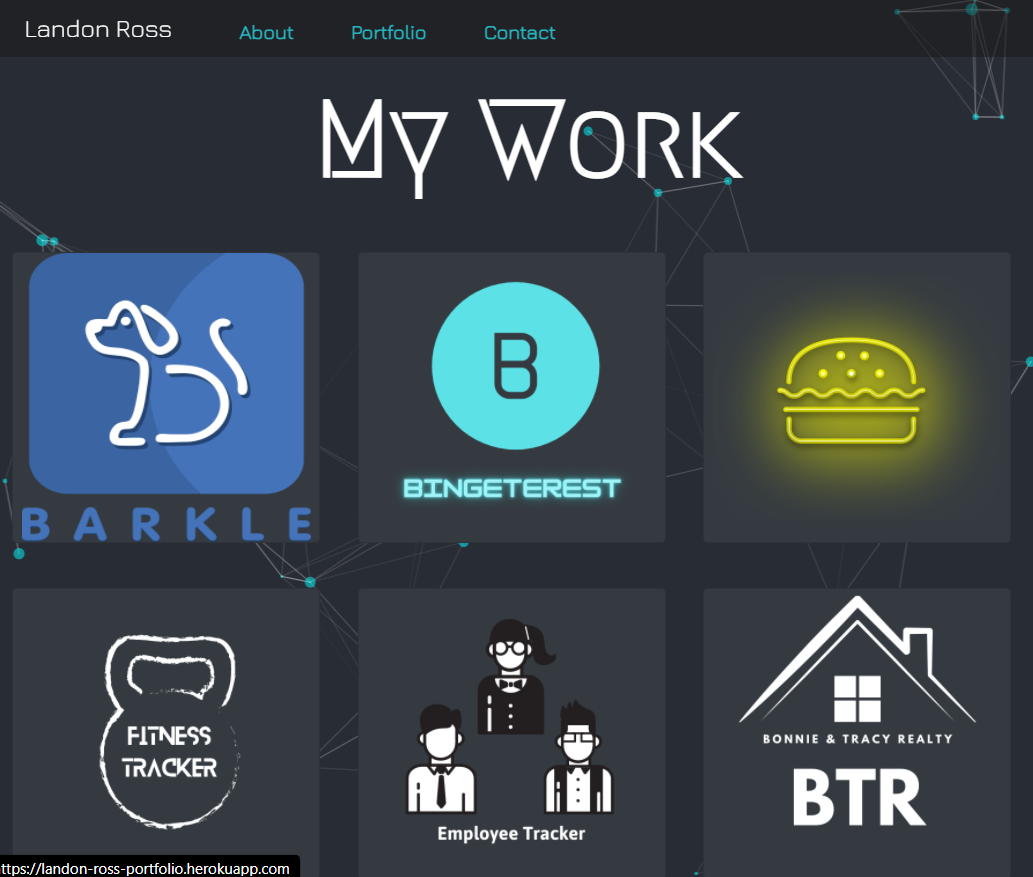 Landon Ross
About
Portfolio
Contact
My Work
B
BARKLE
BINGETEREST
FITNESS
TRACKER
Employee Tracker
BONNIE & TRACY REALTY
BTR
ttps://landon-ross-portfolio.herokuapp.com